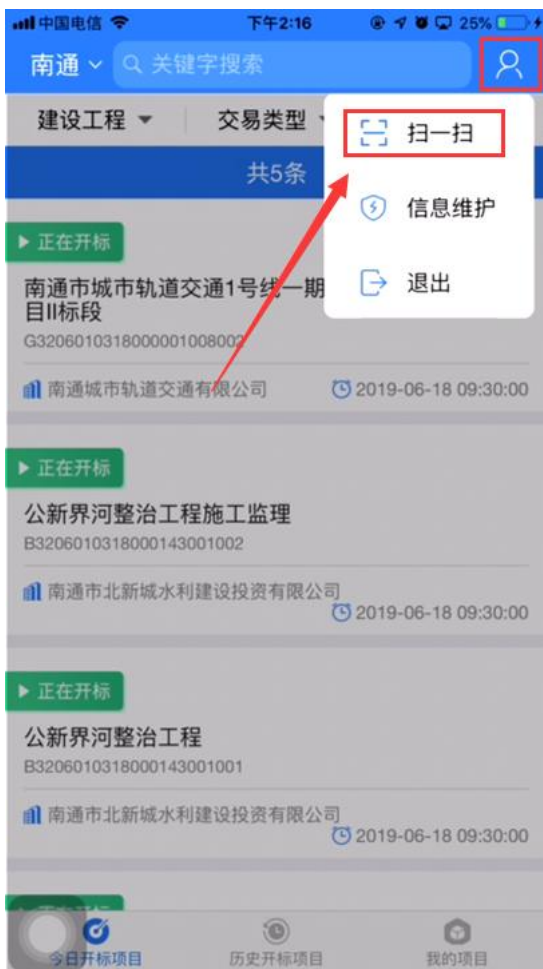 中国电信 下午2:16 25%
南通 关键字搜索
建设工程 交易类型
扫一扫
共5条
信息维护
正在开标
退出
南通市城市轨道交通1号线一期
目II标段
G3206010318000001008002
南通城市轨道交通有限公司 2019-06-18 09:30:00
正在开标
公新界河整治工程施工监理
B3206010318000143001002
南通市北新城水利建设投资有限公司
2019-06-18 09:30:00
正在开标
公新界河整治工程
B3206010318000143001001
南通市北新城水利建设投资有限公司
2019-06-18 09:30:00
今日开标项目 历史开标项目 我的项目